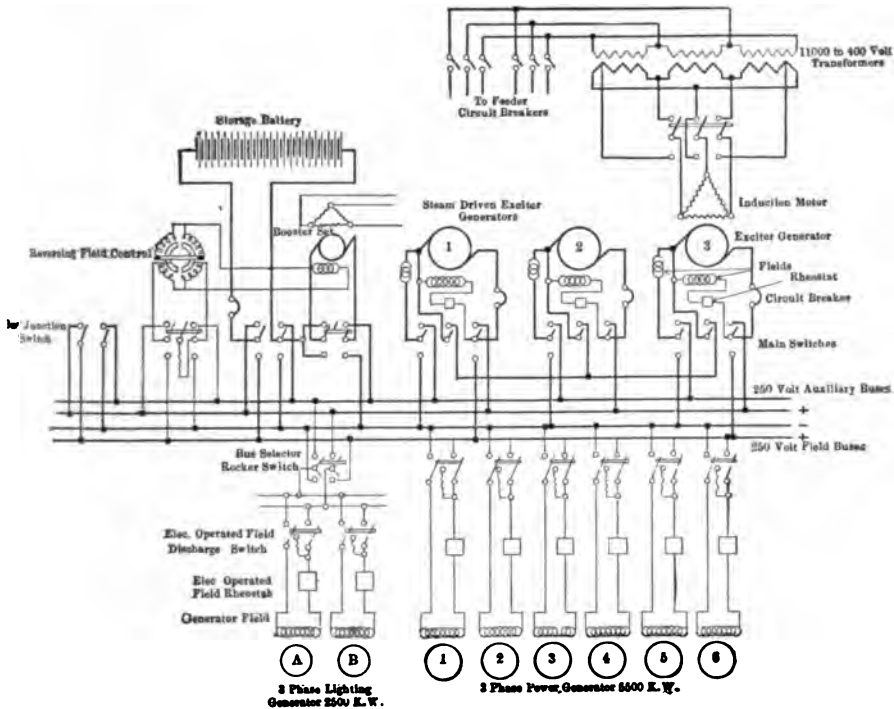 11000 to 400 Volt
Transformers
To Feeder
Circuit Breakers
Storage Battery
Induction Motor
Steam Driven Exciter
Generators
Booster Set
Reversing Field Control
1
2
3
Exciter Generator
Fields
Rheostat
Circuit Breaker
Junction
Switch
Main Switches
250 Volt Auxiliary Buses
+
−
+
250 Volt Field Buses
Bus Selector
Rocker Switch
Elec. Operated Field
Discharge Switch
Elec Operated
Field Rheostat
Generator Field
A
B
1
2
3
4
5
6
3 Phase Lighting
Generator 2500 K.W.
3 Phase Power, Generator 5500 K.W.